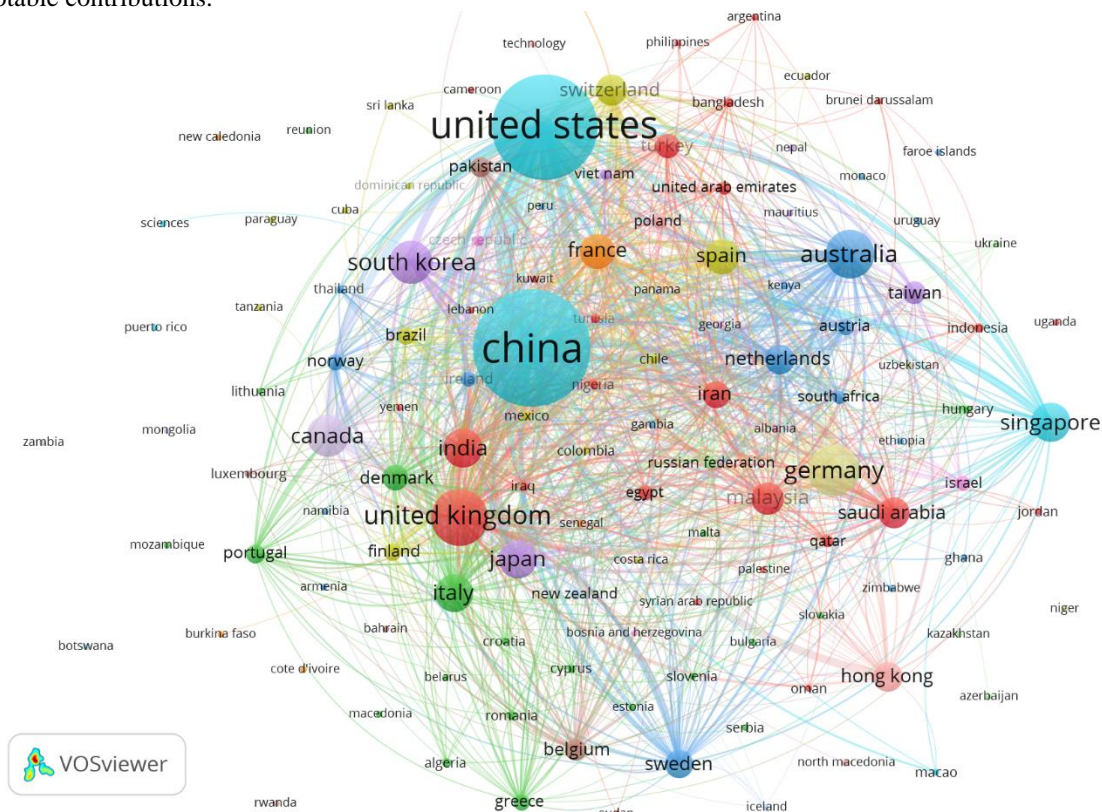 otable contributions.
argentina
technology
philippines
switzerland
ecuador
cameroon
bangladesh
brunei darussalam
sri lanka
united states
new caledonia
reunion
turkey
nepal
faroe islands
pakistan
viet nam
monaco
dominican republic
united arab emirates
peru
mauritius
cuba
poland
sciences
paraguay
uruguay
czech republic
ukraine
france
spain
australia
south korea
kuwait
thailand
panama
kenya
taiwan
lebanon
tanzania
tunisia
georgia
puerto rico
brazil
austria
indonesia
uganda
china
norway
chile
netherlands
uzbekistan
ireland
nigeria
lithuania
iran
south africa
yemen
mexico
hungary
gambia
singapore
zambia
mongolia
canada
albania
ethiopia
india
colombia
luxembourg
denmark
russian federation
germany
iraq
egypt
malaysia
israel
namibia
united kingdom
senegal
saudi arabia
jordan
malta
qatar
mozambique
portugal
finland
japan
costa rica
ghana
palestine
armenia
italy
new zealand
zimbabwe
syrian arab republic
niger
slovakia
burkina faso
bahrain
bosnia and herzegovina
kazakhstan
croatia
bulgaria
botswana
cote d'ivoire
cyprus
slovenia
hong kong
belarus
oman
azerbaijan
macedonia
romania
estonia
serbia
belgium
algeria
sweden
north macedonia
macao
VOSviewer
rwanda
greece
iceland
sudan